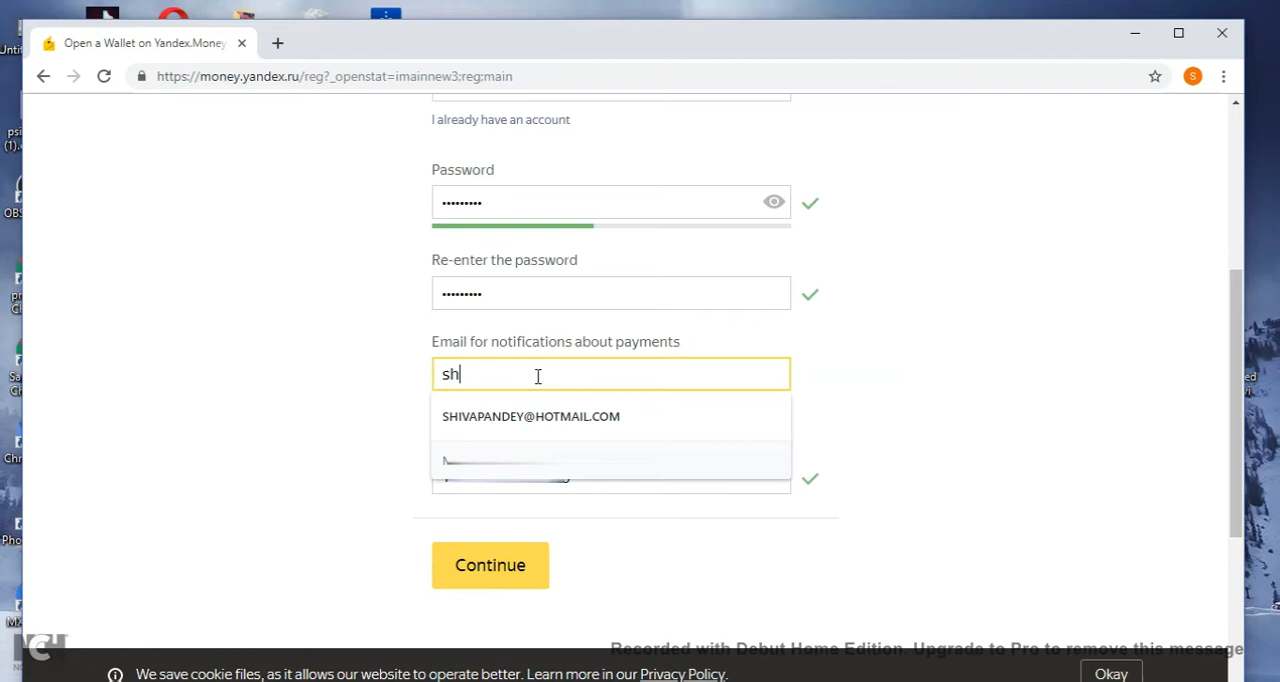 Open a Wallet on Yandex.Money
https://money.yandex.ru/reg?_openstat=imainnew3;reg;main
S
I already have an account
Password
•••••••••
Re-enter the password
•••••••••
Email for notifications about payments
sh
SHIVAPANDEY@HOTMAIL.COM
Continue
Recorded with Debut Home Edition. Upgrade to Pro to remove this message
We save cookie files, as it allows our website to operate better. Learn more in our Privacy Policy.
Okay